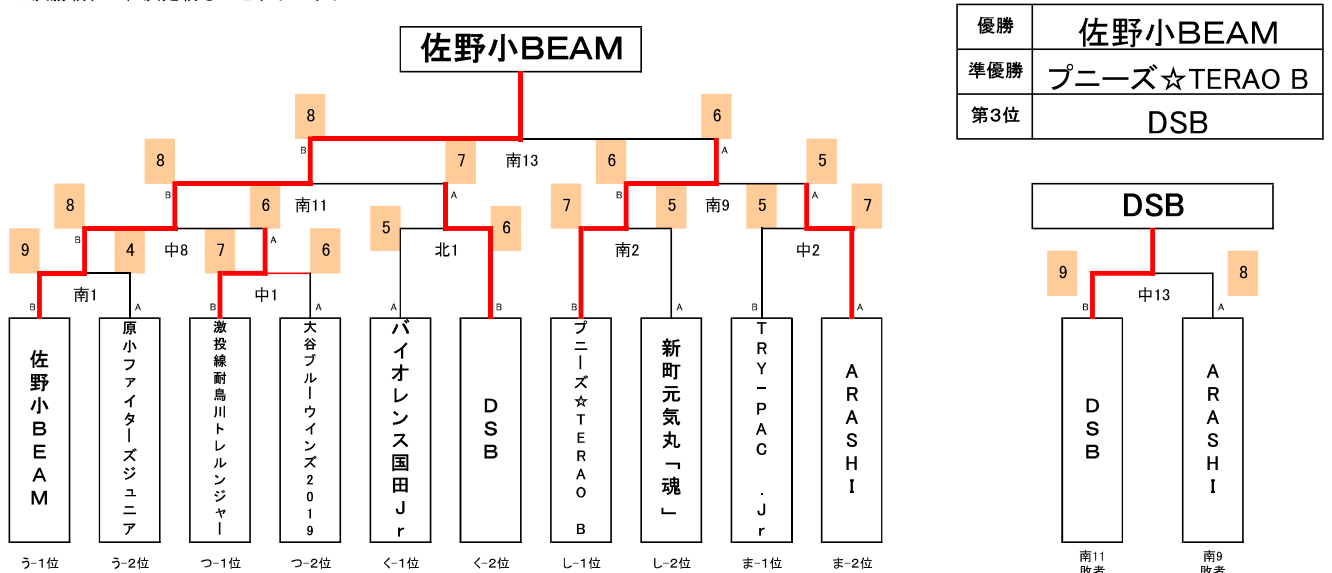 佐野小BEAM
優勝 佐野小BEAM
準優勝 プニーズ☆TERAO B
第3位 DSB
8 6
B A
南13
8 7 6 5
B A B A
南11 南9
8 6 5 6 7 5 5 7
B A
中8 北1 南2 中2
9 4 7 6
南1 中1
B A B A A B B A B A
佐野小BEAM
原小ファイターズジュニア
激投線耐鳥川トレルンジャー
大谷ブルーウインズ2019
バイオレンス国田Jr
DSB
プニーズ☆TERAO B
新町元気丸「魂」
TRY-PAC .Jr
ARASHI
う-1位 う-2位 つ-1位 つ-2位 く-1位 く-2位 し-1位 し-2位 ま-1位 ま-2位
DSB
9 8
中13
B A
DSB
ARASHI
南11 南9
敗者 敗者